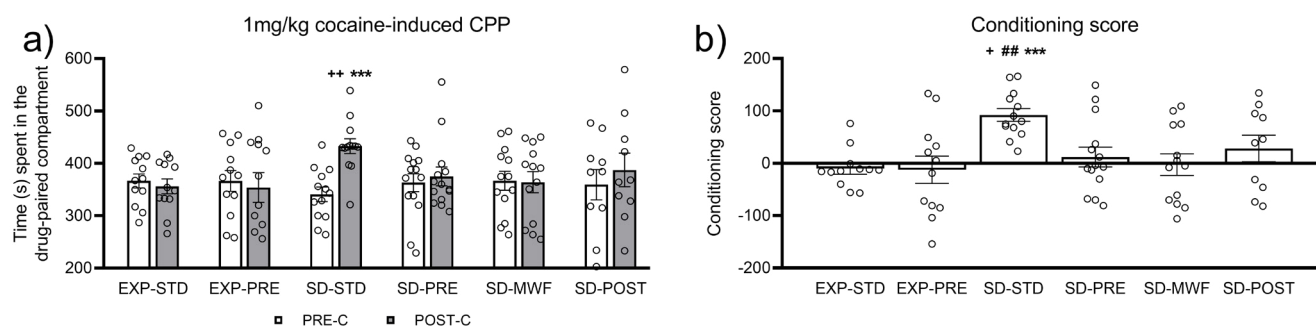 a)
1mg/kg cocaine-induced CPP
Time (s) spent in the
drug-paired compartment
600
500
400
300
200
++ ***
EXP-STD EXP-PRE SD-STD SD-PRE SD-MWF SD-POST
PRE-C POST-C
b)
Conditioning score
+ ## ***
Conditioning score
200
100
0
-100
-200
EXP-STD EXP-PRE SD-STD SD-PRE SD-MWF SD-POST